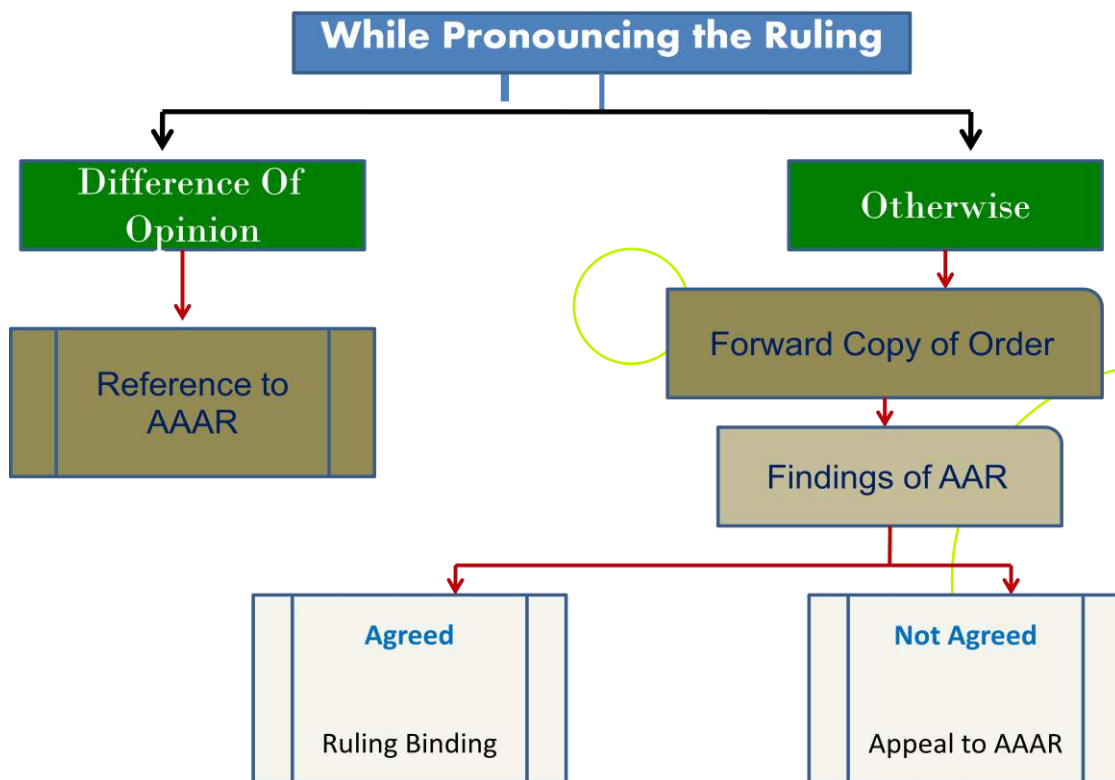 While Pronouncing the Ruling
Difference Of
Opinion
Otherwise
Reference to
AAAR
Forward Copy of Order
Findings of AAR
Agreed
Ruling Binding
Not Agreed
Appeal to AAAR